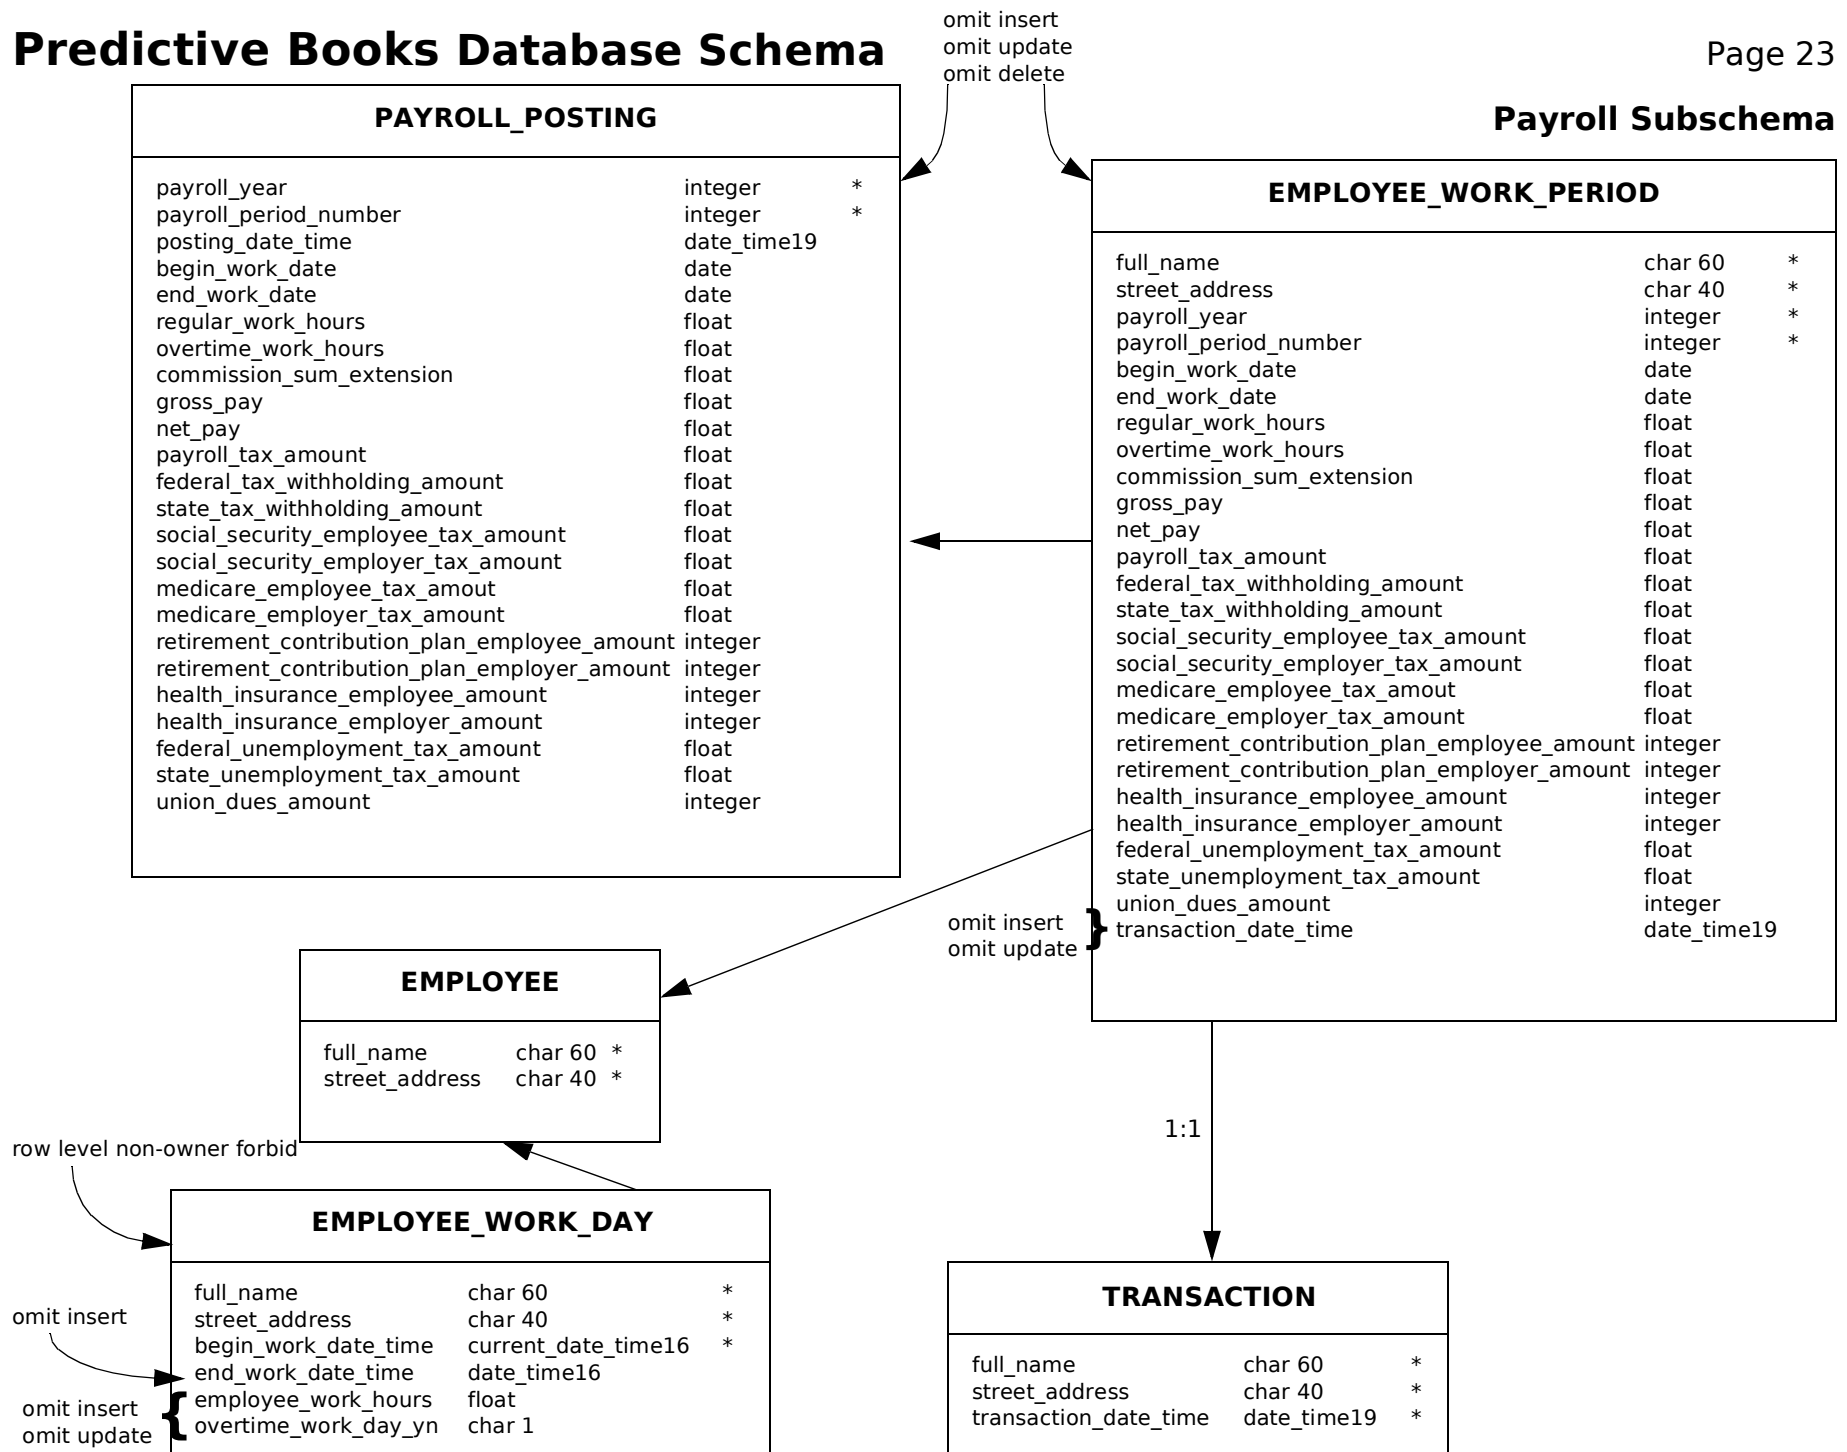 Predictive Books Database Schema
Page 23
Payroll Subschema
omit insert
omit update
omit delete
PAYROLL_POSTING
payroll_year integer *
payroll_period_number integer *
posting_date_time date_time19
begin_work_date date
end_work_date date
regular_work_hours float
overtime_work_hours float
commission_sum_extension float
gross_pay float
net_pay float
payroll_tax_amount float
federal_tax_withholding_amount float
state_tax_withholding_amount float
social_security_employee_tax_amount float
social_security_employer_tax_amount float
medicare_employee_tax_amout float
medicare_employer_tax_amount float
retirement_contribution_plan_employee_amount integer
retirement_contribution_plan_employer_amount integer
health_insurance_employee_amount integer
health_insurance_employer_amount integer
federal_unemployment_tax_amount float
state_unemployment_tax_amount float
union_dues_amount integer
EMPLOYEE_WORK_PERIOD
full_name char 60 *
street_address char 40 *
payroll_year integer *
payroll_period_number integer *
begin_work_date date
end_work_date date
regular_work_hours float
overtime_work_hours float
commission_sum_extension float
gross_pay float
net_pay float
payroll_tax_amount float
federal_tax_withholding_amount float
state_tax_withholding_amount float
social_security_employee_tax_amount float
social_security_employer_tax_amount float
medicare_employee_tax_amout float
medicare_employer_tax_amount float
retirement_contribution_plan_employee_amount integer
retirement_contribution_plan_employer_amount integer
health_insurance_employee_amount integer
health_insurance_employer_amount integer
federal_unemployment_tax_amount float
state_unemployment_tax_amount float
union_dues_amount integer
transaction_date_time date_time19
omit insert
omit update
}
EMPLOYEE
full_name char 60 *
street_address char 40 *
1:1
row level non-owner forbid
EMPLOYEE_WORK_DAY
full_name char 60 *
street_address char 40 *
begin_work_date_time current_date_time16 *
end_work_date_time date_time16
employee_work_hours float
overtime_work_day_yn char 1
omit insert
omit insert
omit update
{
TRANSACTION
full_name char 60 *
street_address char 40 *
transaction_date_time date_time19 *